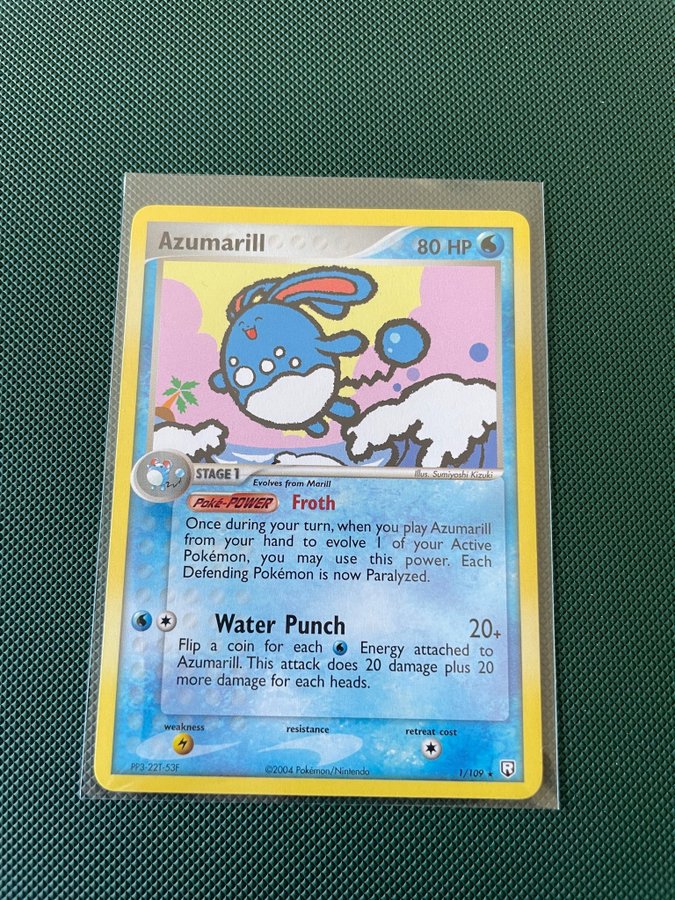 Azumarill 80 HP
STAGE 1
Illus. Sumiyoshi Kizuki
Evolves from Marill
Poké-POWER Froth
Once during your turn, when you play Azumarill
from your hand to evolve 1 of your Active
Pokémon, you may use this power. Each
Defending Pokémon is now Paralyzed.
Water Punch 20+
Flip a coin for each Energy attached to
Azumarill. This attack does 20 damage plus 20
more damage for each heads.
weakness resistance retreat cost
PP3-22T-53F ©2004 Pokémon/Nintendo 1/109 ★ R